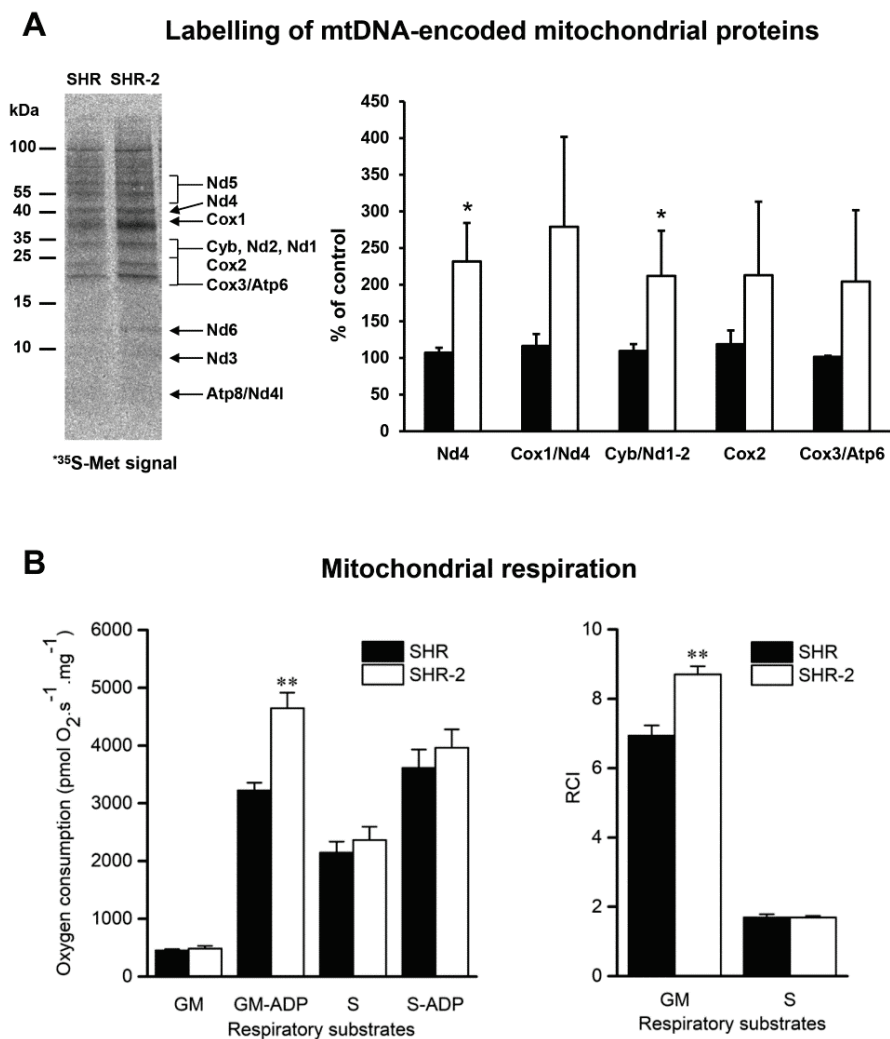 A
Labelling of mtDNA-encoded mitochondrial proteins
SHR SHR-2
kDa
100
55
40
35
25
15
10
Nd5
Nd4
Cox1
Cyb, Nd2, Nd1
Cox2
Cox3/Atp6
Nd6
Nd3
Atp8/Nd4l
*35S-Met signal
% of control
450
400
350
300
250
200
150
100
50
0
*
*
Nd4 Cox1/Nd4 Cyb/Nd1-2 Cox2 Cox3/Atp6
B
Mitochondrial respiration
Oxygen consumption (pmol O2.s-1 .mg-1)
6000
5000
4000
3000
2000
1000
0
**
SHR
SHR-2
GM GM-ADP S S-ADP
Respiratory substrates
RCI
10
8
6
4
2
0
**
SHR
SHR-2
GM S
Respiratory substrates